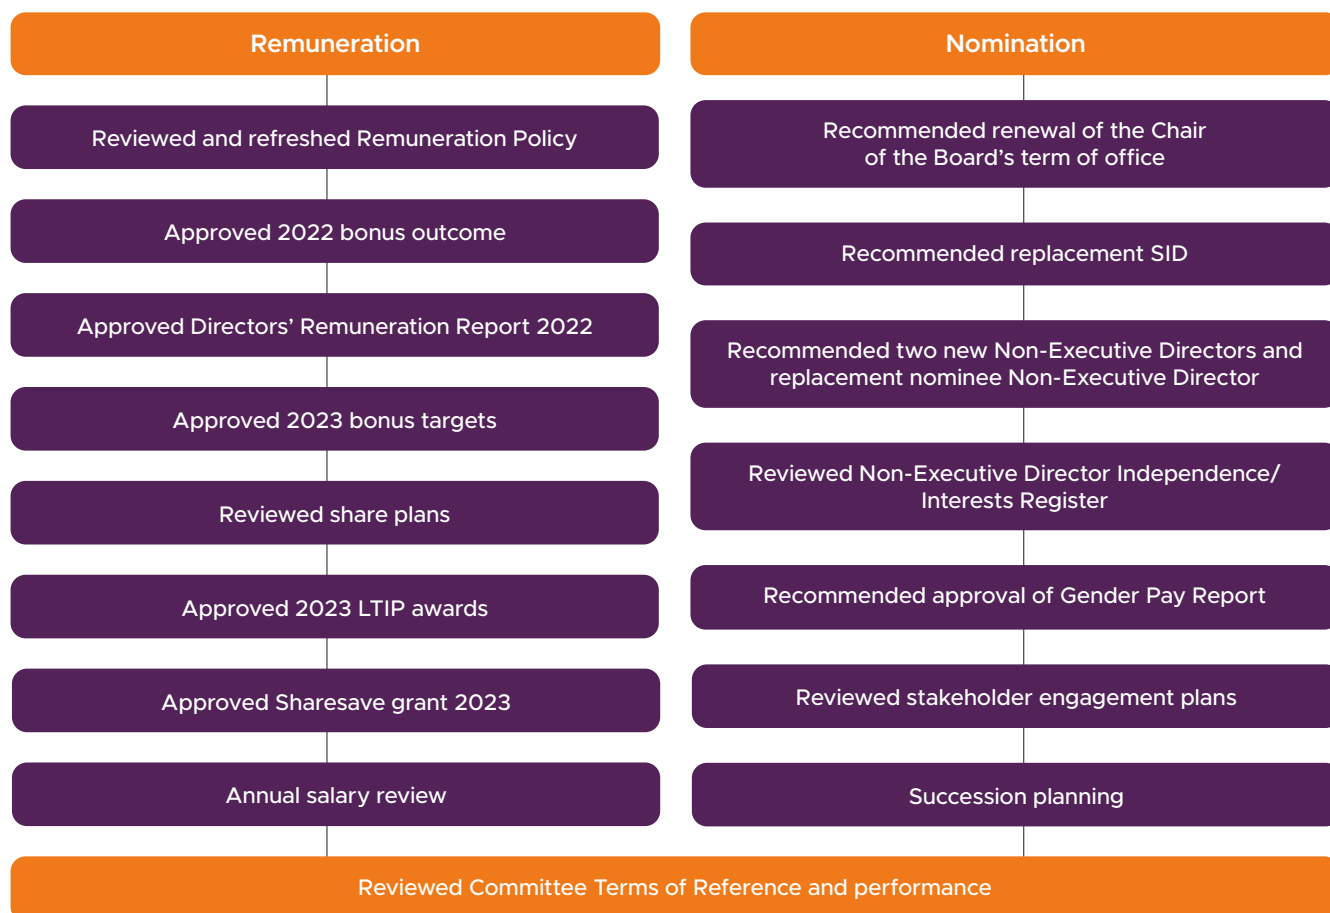 Remuneration
Reviewed and refreshed Remuneration Policy
Approved 2022 bonus outcome
Approved Directors’ Remuneration Report 2022
Approved 2023 bonus targets
Reviewed share plans
Approved 2023 LTIP awards
Approved Sharesave grant 2023
Annual salary review
Nomination
Recommended renewal of the Chair
of the Board’s term of office
Recommended replacement SID
Recommended two new Non-Executive Directors and
replacement nominee Non-Executive Director
Reviewed Non-Executive Director Independence/
Interests Register
Recommended approval of Gender Pay Report
Reviewed stakeholder engagement plans
Succession planning
Reviewed Committee Terms of Reference and performance